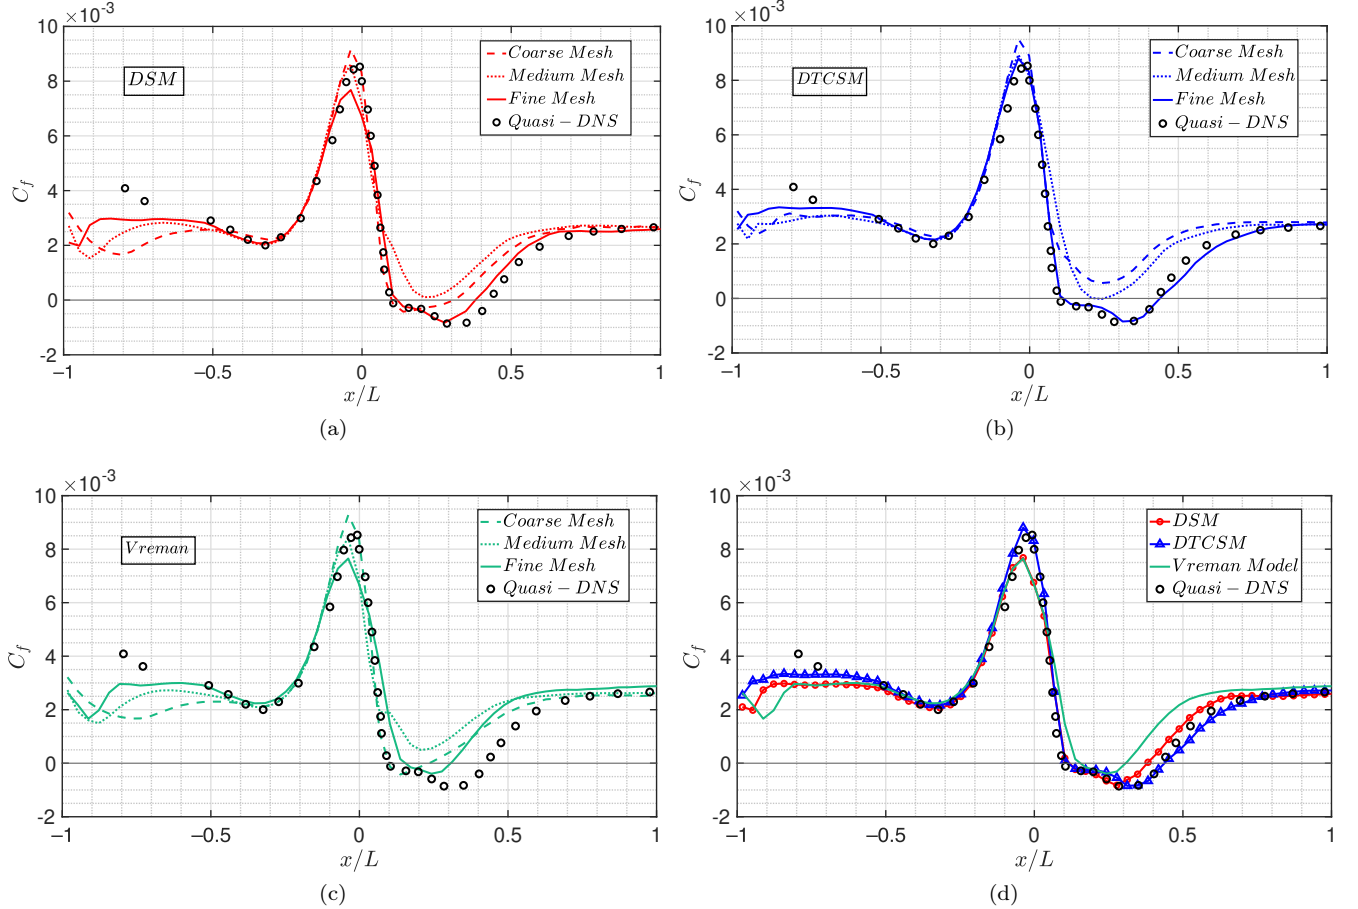 ×10⁻³
10
8
6
4
2
0
-2
C_f
DSM
Coarse Mesh
Medium Mesh
Fine Mesh
Quasi − DNS
−1
−0.5
0
0.5
1
x/L
(a)
×10⁻³
10
8
6
4
2
0
-2
C_f
DTCSM
Coarse Mesh
Medium Mesh
Fine Mesh
Quasi − DNS
−1
−0.5
0
0.5
1
x/L
(b)
×10⁻³
10
8
6
4
2
0
-2
C_f
Vreman
Coarse Mesh
Medium Mesh
Fine Mesh
Quasi − DNS
−1
−0.5
0
0.5
1
x/L
(c)
×10⁻³
10
8
6
4
2
0
-2
C_f
DSM
DTCSM
Vreman Model
Quasi − DNS
−1
−0.5
0
0.5
1
x/L
(d)